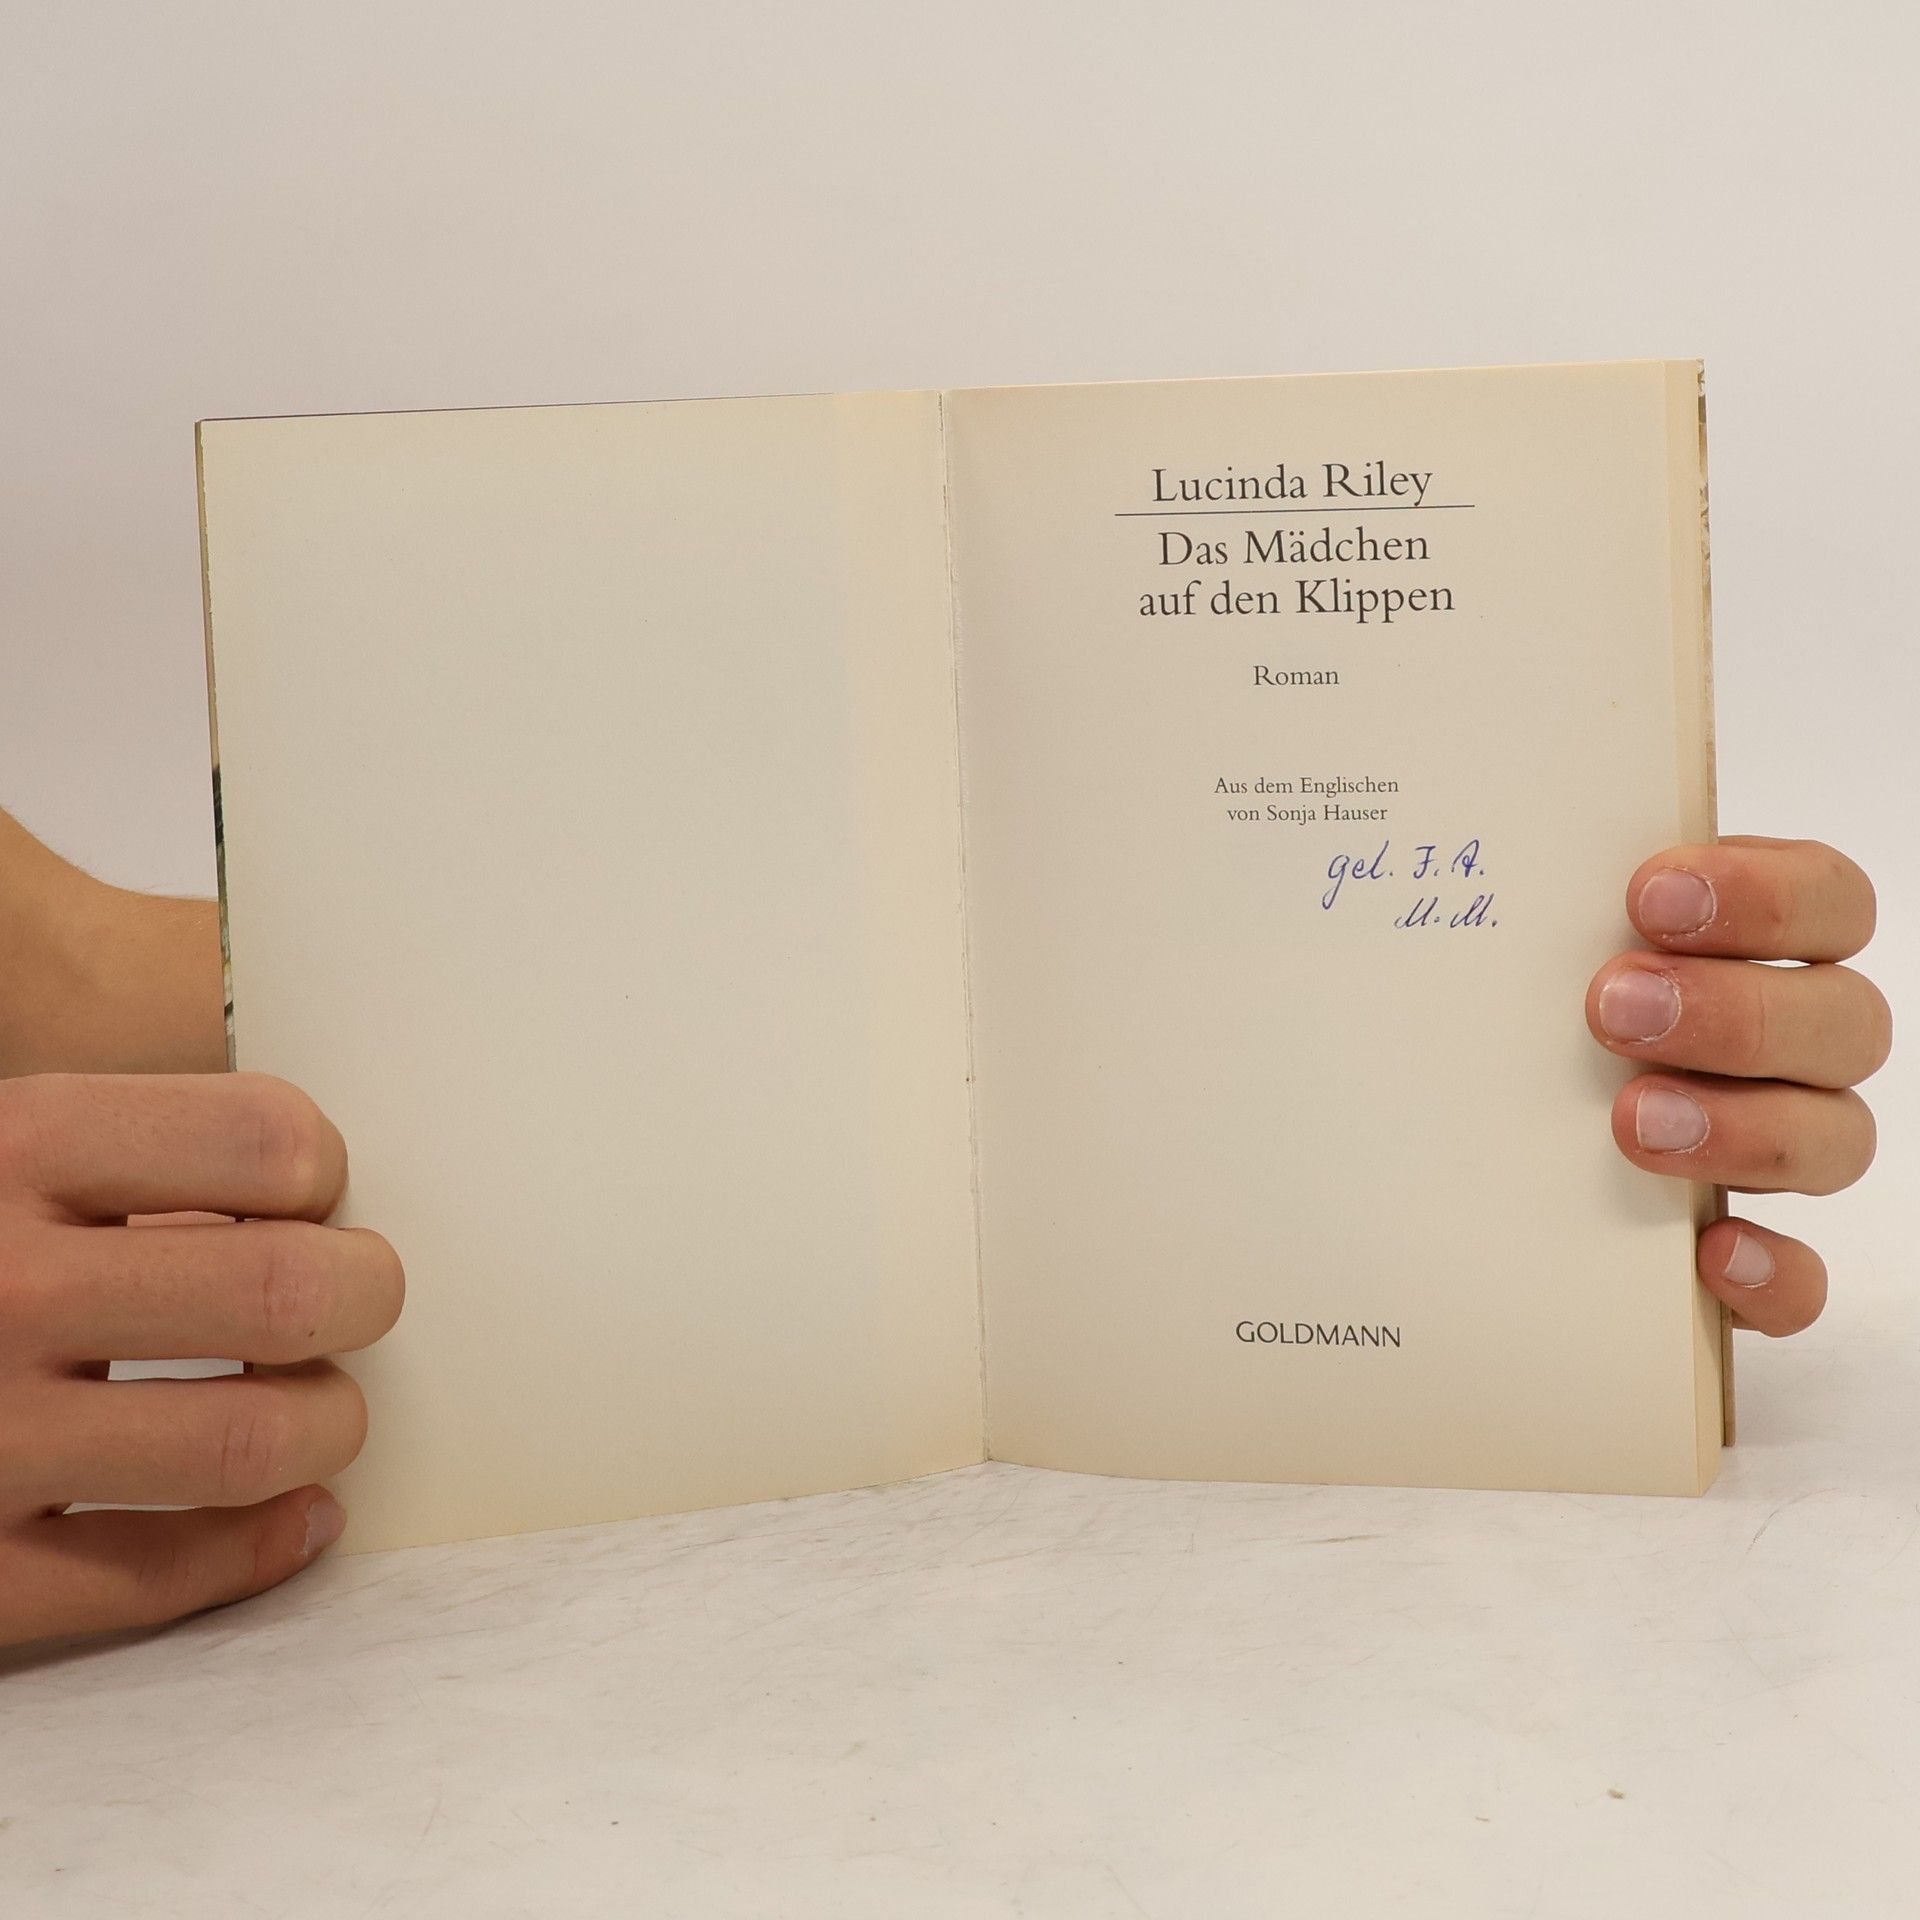 Lucinda Riley
Das Mädchen
auf den Klippen
Roman
Aus dem Englischen
von Sonja Hauser
gel. F. A.
M. M.
GOLDMANN